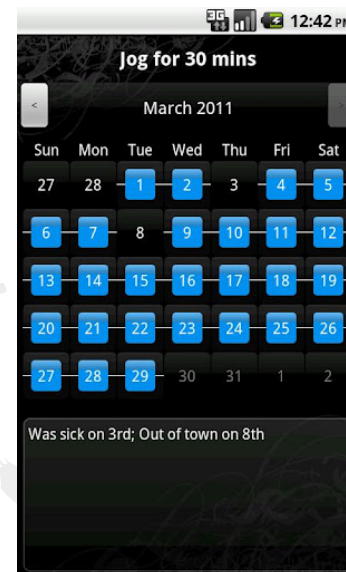 3G 12:42 PM
Jog for 30 mins
< March 2011 >
Sun Mon Tue Wed Thu Fri Sat
27 28 1 2 3 4 5
6 7 8 9 10 11 12
13 14 15 16 17 18 19
20 21 22 23 24 25 26
27 28 29 30 31 1 2
Was sick on 3rd; Out of town on 8th